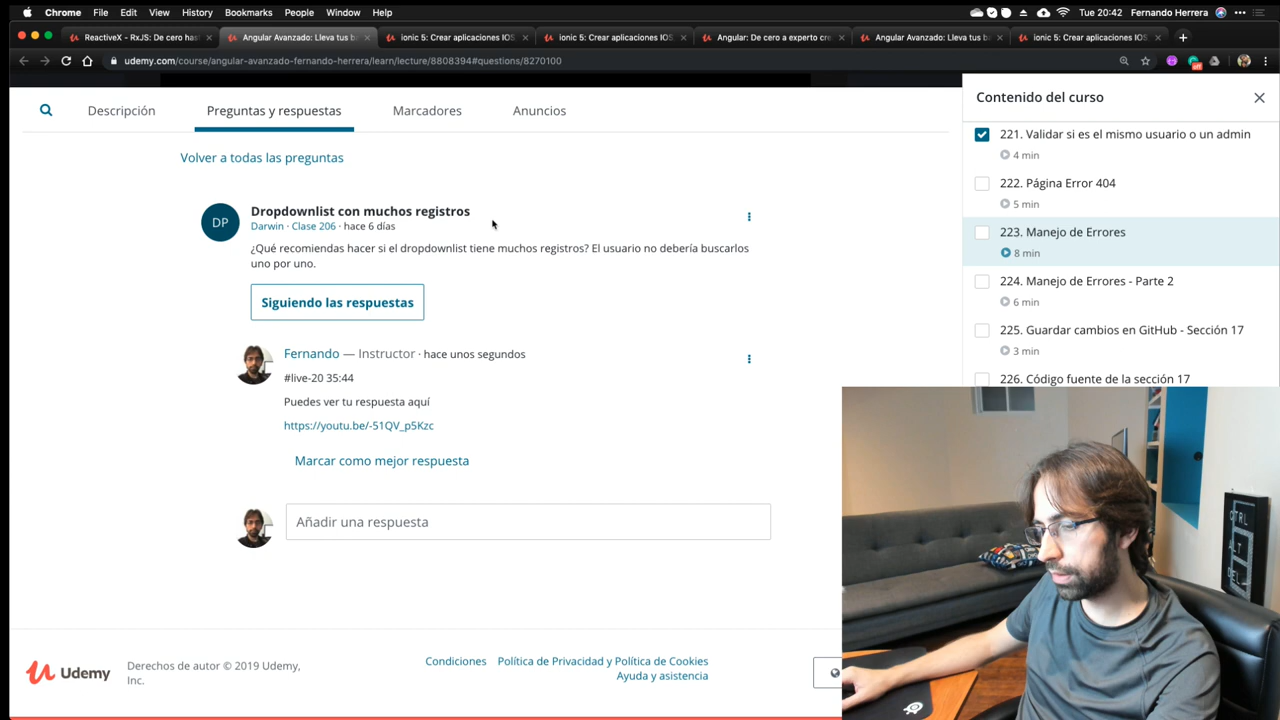 Chrome File Edit View History Bookmarks People Window Help Tue 20:42 Fernando Herrera
ReactiveX - RxJS: De cero has
Angular Avanzado: Lleva tus b
ionic 5: Crear aplicaciones IOS
ionic 5: Crear aplicaciones IOS
Angular: De cero a experto cre
Angular Avanzado: Lleva tus b
ionic 5: Crear aplicaciones IOS
udemy.com/course/angular-avanzado-fernando-herrera/learn/lecture/8808394#questions/8270100
Descripción
Preguntas y respuestas
Marcadores
Anuncios
Volver a todas las preguntas
DP
Dropdownlist con muchos registros
Darwin · Clase 206 · hace 6 días
¿Qué recomiendas hacer si el dropdownlist tiene muchos registros? El usuario no debería buscarlos
uno por uno.
Siguiendo las respuestas
Fernando — Instructor · hace unos segundos
#live-20 35:44
Puedes ver tu respuesta aquí
https://youtu.be/-51QV_p5Kzc
Marcar como mejor respuesta
Añadir una respuesta
Contenido del curso
221. Validar si es el mismo usuario o un admin
4 min
222. Página Error 404
5 min
223. Manejo de Errores
8 min
224. Manejo de Errores - Parte 2
6 min
225. Guardar cambios en GitHub - Sección 17
3 min
226. Código fuente de la sección 17
CTRL
ALT
DEL
Udemy
Derechos de autor © 2019 Udemy,
Inc.
Condiciones
Política de Privacidad y Política de Cookies
Ayuda y asistencia